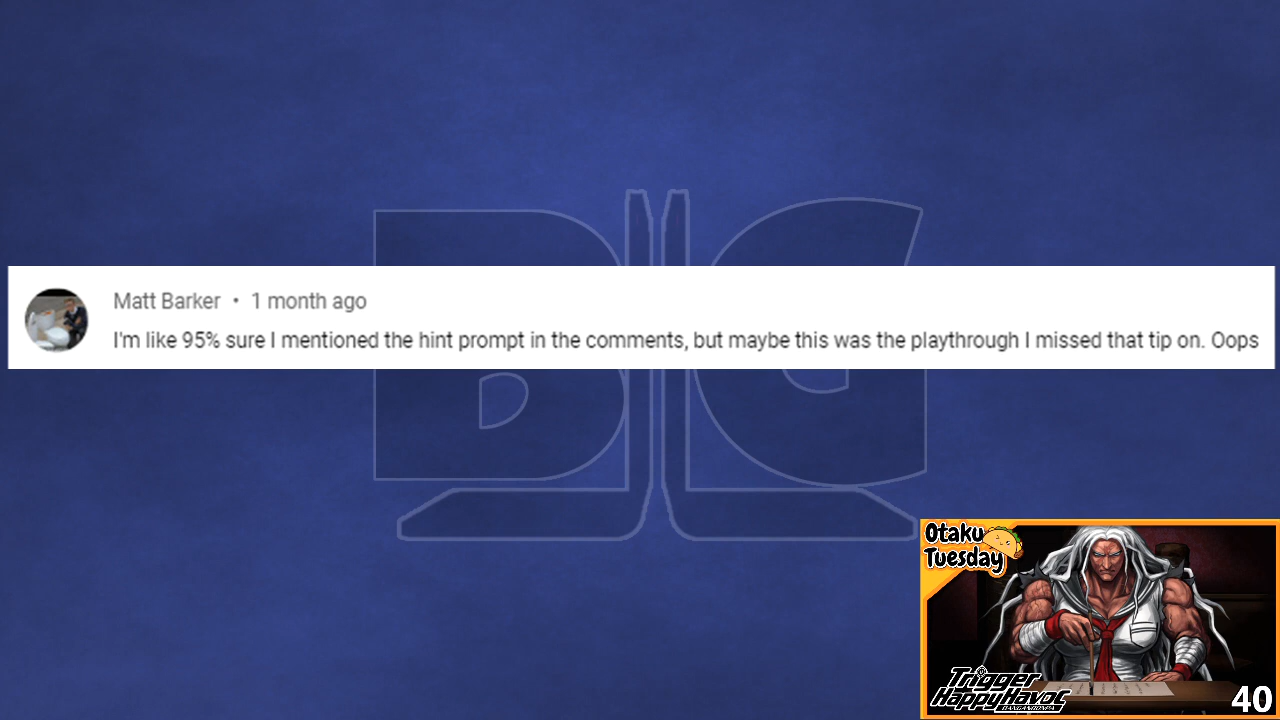 Matt Barker • 1 month ago
I'm like 95% sure I mentioned the hint prompt in the comments, but maybe this was the playthrough I missed that tip on. Oops
Otaku
Tuesday
Trigger
Happy Havoc
DANGANRONPA
40